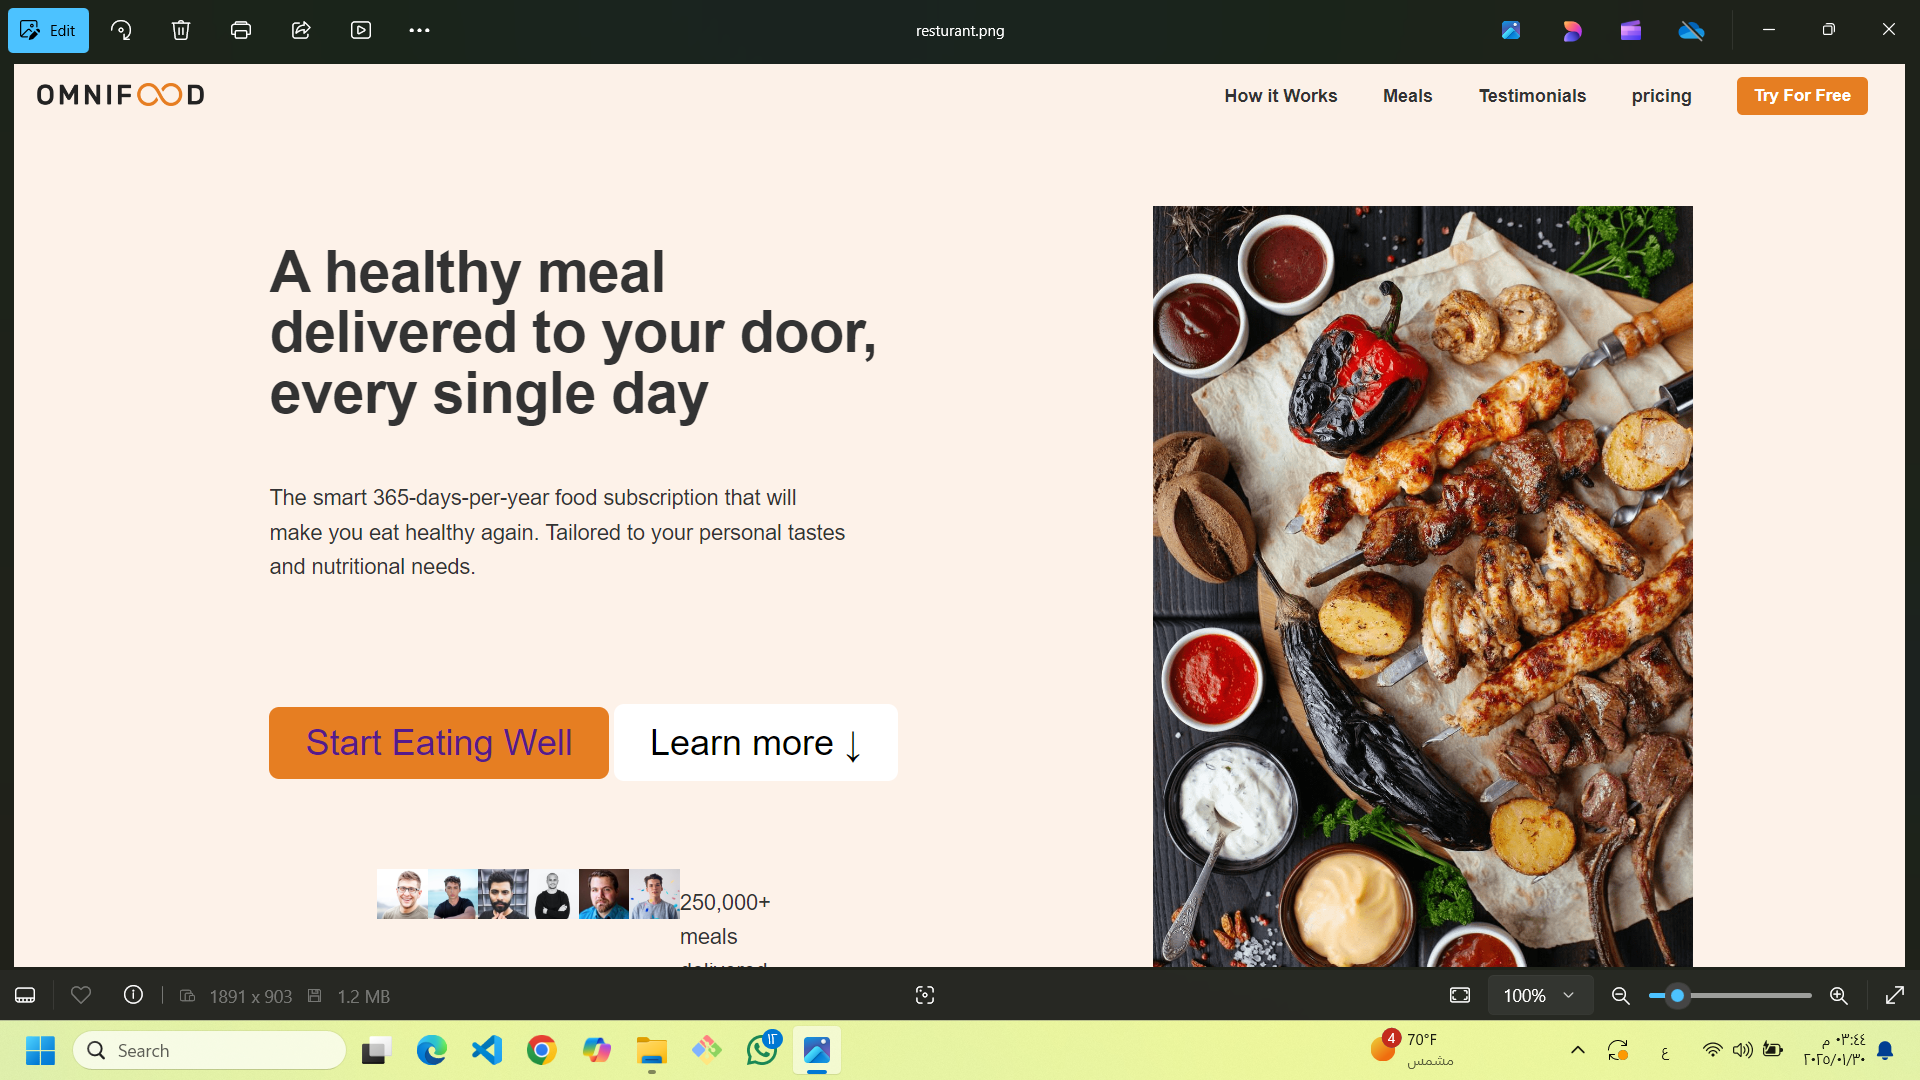 Edit
resturant.png
OMNIFOOD
How it Works
Meals
Testimonials
pricing
Try For Free
A healthy meal
delivered to your door,
every single day
The smart 365-days-per-year food subscription that will
make you eat healthy again. Tailored to your personal tastes
and nutritional needs.
Start Eating Well
Learn more ↓
250,000+
meals
1891 x 903
1.2 MB
100%
Search
١٢
4
70°F
مشمس
ع
٠٣:٤٤ م
٢٠٢٥/٠١/٣٠